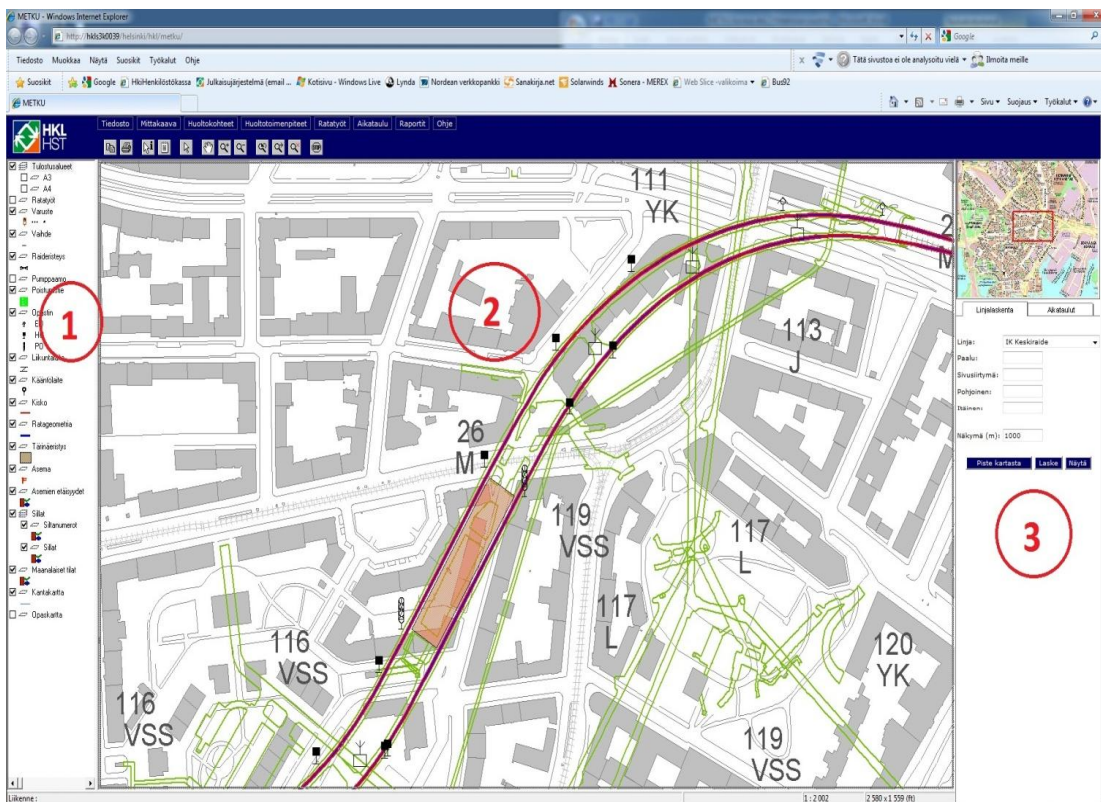 METKU - Windows Internet Explorer
http://hkls3k0039/helsinki/hkl/metku/
Google
Tiedosto Muokkaa Näytä Suosikit Työkalut Ohje
Tätä sivustoa ei ole analysoitu vielä
Ilmoita meille
Suosikit
Google
HkiHenkilöstökassa
Julkaisujärjestelmä (email ...
Kotisivu - Windows Live
Lynda
Nordean verkkopankki
Sanakirja.net
Solarwinds
Sonera - MEREX
Web Slice -valikoima
Bus92
METKU
Sivu Suojaus Työkalut
HKL
HST
Tiedosto Mittakaava Huoltokohteet Huoltotoimenpiteet Ratatyöt Aikataulu Raportit Ohje
Tulostusalueet
A3
A4
Ratatyöt
Varuste
Vaihde
Raideristeys
Pumppaamo
Opastin
PO
Kääntölaite
Kisko
Ratageometria
Tärinäeristys
Asema
Asemien etäisyydet
Sillat
Siltanumerot
Sillat
Maanalaiset tilat
Kantakartta
Opaskartta
1
2
3
111
YK
2
M
113
J
26
M
119
VSS
117
L
117
L
116
VSS
120
YK
116
VSS
119
VSS
Linjalaskenta Aikataulut
Linja: IK Keskiraide
Paalu:
Sivusiirtymä:
Pohjoinen:
Itäinen:
Näkymä (m): 1000
Piste kartasta Laske Näytä
Liikenne :
1 : 2 002
2 580 x 1 559 (ft)